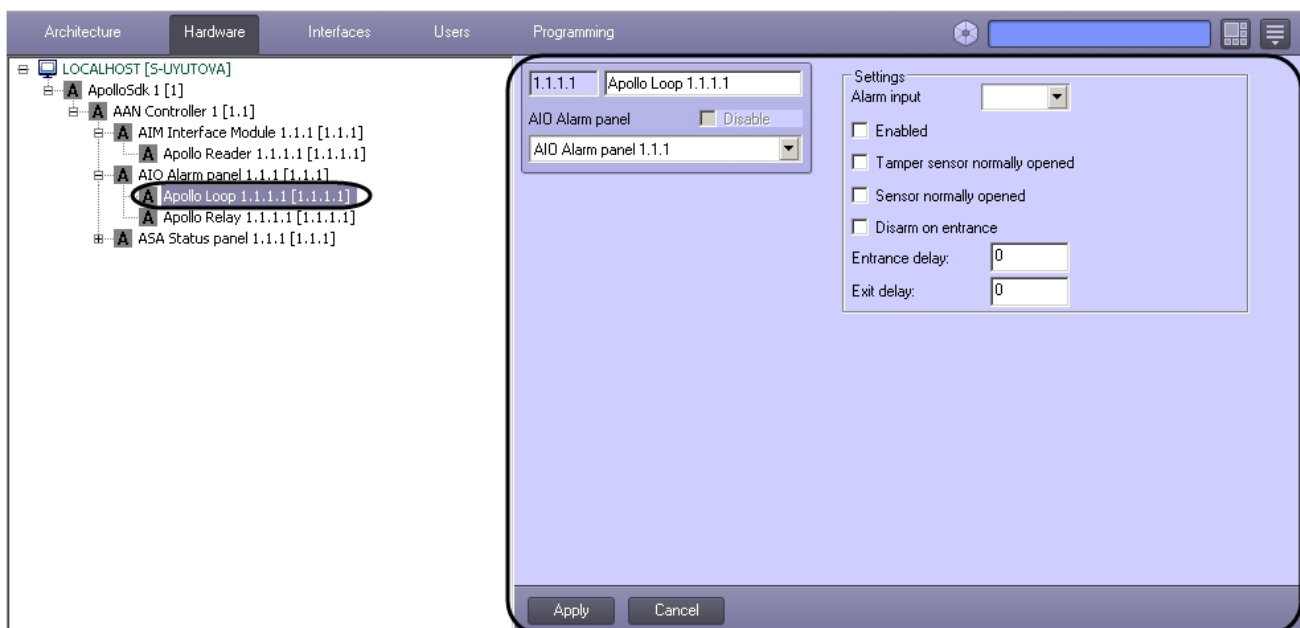 Architecture Hardware Interfaces Users Programming
LOCALHOST [S-UYUTOVA]
A ApolloSdk 1 [1]
A AAN Controller 1 [1.1]
A AIM Interface Module 1.1.1 [1.1.1]
A Apollo Reader 1.1.1.1 [1.1.1.1]
A AIO Alarm panel 1.1.1 [1.1.1]
A Apollo Loop 1.1.1.1 [1.1.1.1]
A Apollo Relay 1.1.1.1 [1.1.1.1]
A ASA Status panel 1.1.1 [1.1.1]
1.1.1.1 Apollo Loop 1.1.1.1
AIO Alarm panel Disable
AIO Alarm panel 1.1.1
Settings
Alarm input
Enabled
Tamper sensor normally opened
Sensor normally opened
Disarm on entrance
Entrance delay: 0
Exit delay: 0
Apply Cancel